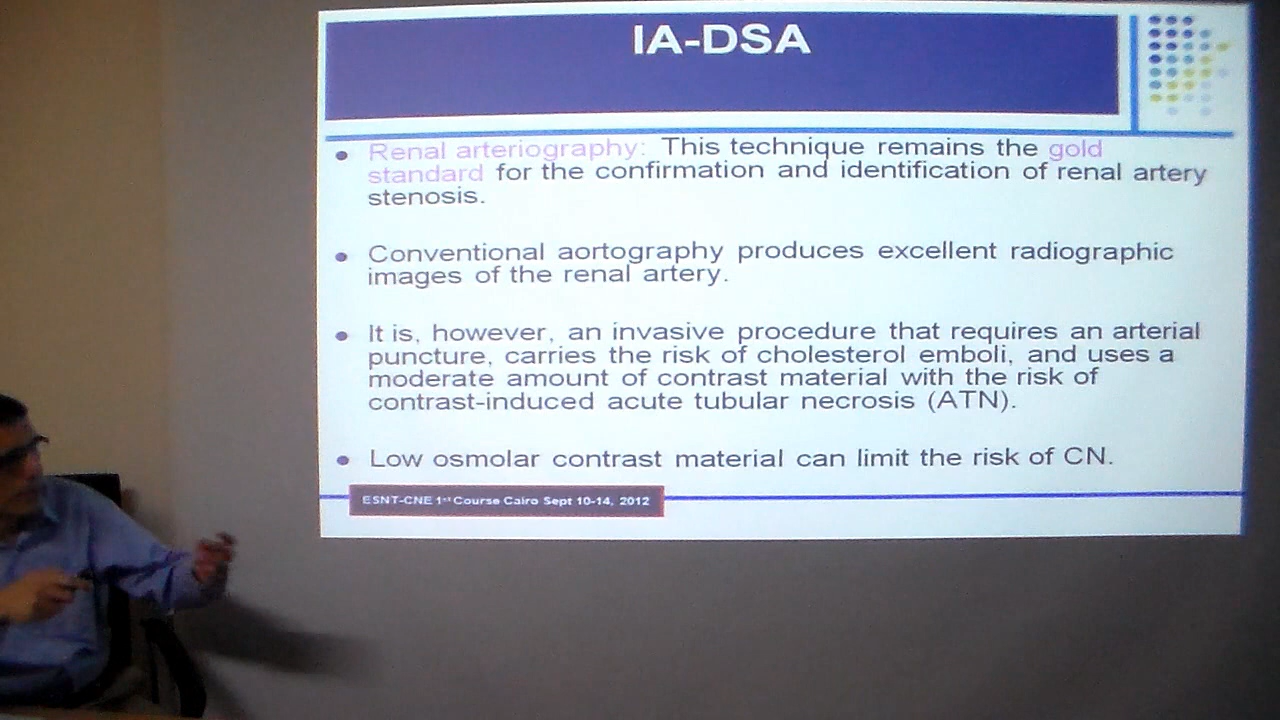 IA-DSA
• Renal arteriography: This technique remains the gold
standard for the confirmation and identification of renal artery
stenosis.
• Conventional aortography produces excellent radiographic
images of the renal artery.
• It is, however, an invasive procedure that requires an arterial
puncture, carries the risk of cholesterol emboli, and uses a
moderate amount of contrast material with the risk of
contrast-induced acute tubular necrosis (ATN).
• Low osmolar contrast material can limit the risk of CN.
ESNT-CNE 1st Course Cairo Sept 10-14, 2012